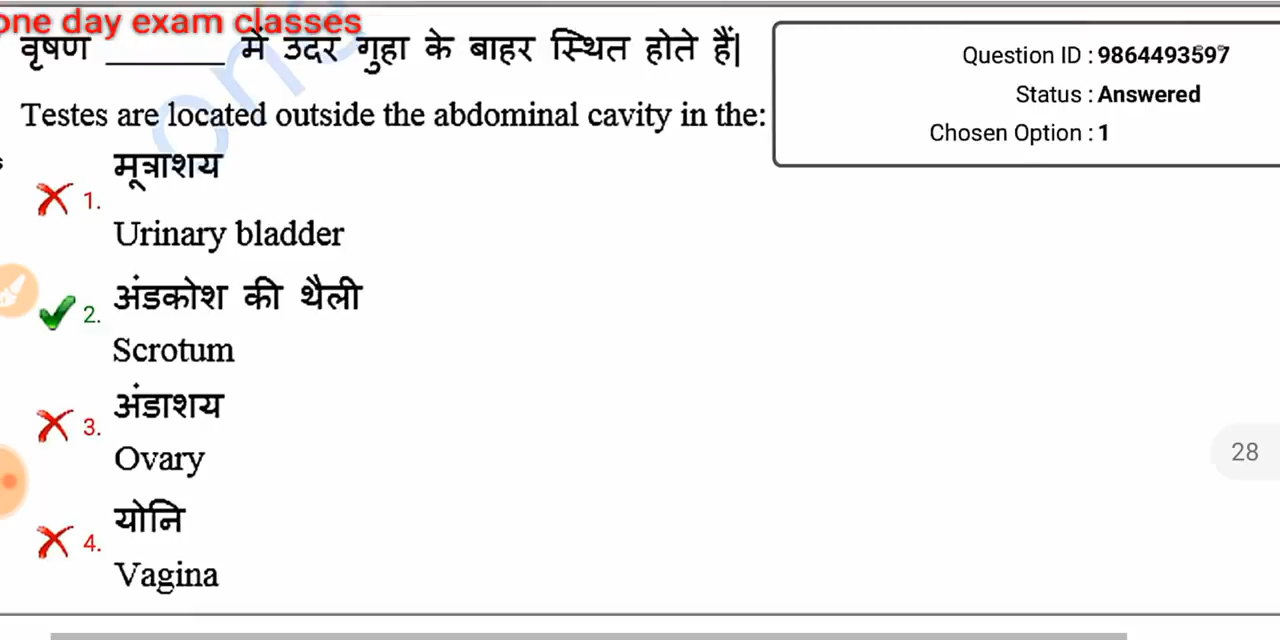 one day exam classes
वृषण ________ में उदर गुहा के बाहर स्थित होते हैं|
Testes are located outside the abdominal cavity in the:
Question ID : 9864493597
Status : Answered
Chosen Option : 1
मूत्राशय
1.
Urinary bladder
अंडकोश की थैली
2.
Scrotum
अंडाशय
3.
Ovary
योनि
4.
Vagina
28